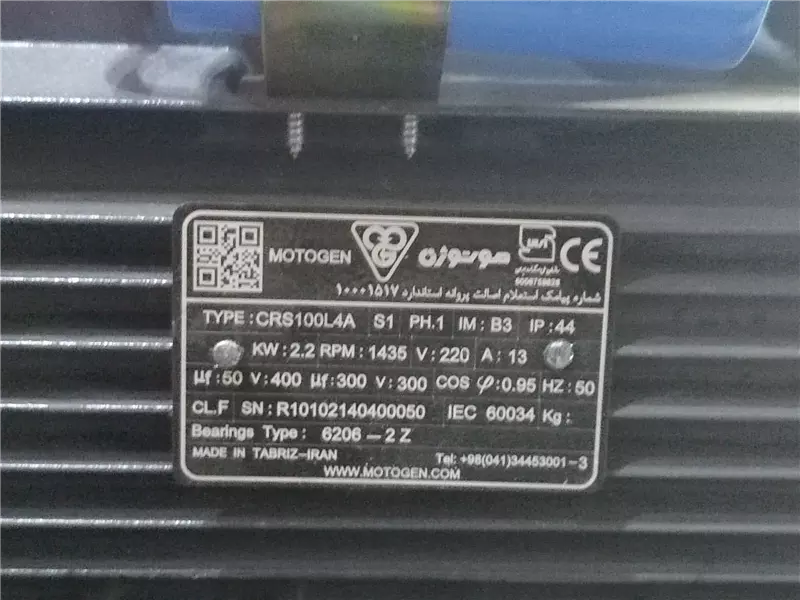 MOTOGEN موتوژن CE
شماره پیامک استعلام اصالت پروانه استاندارد ۱۰۰۰۱۵۱۷
TYPE : CRS100L4A S1 PH.1 IM : B3 IP : 44
KW : 2.2 RPM : 1435 V : 220 A : 13
µf : 50 V : 400 µf : 300 V : 300 COS φ : 0.95 HZ : 50
CL.F SN : R10102140400050 IEC 60034 Kg :
Bearings Type : 6206 – 2 Z
MADE IN TABRIZ–IRAN Tel: +98(041)34453001–3
WWW.MOTOGEN.COM